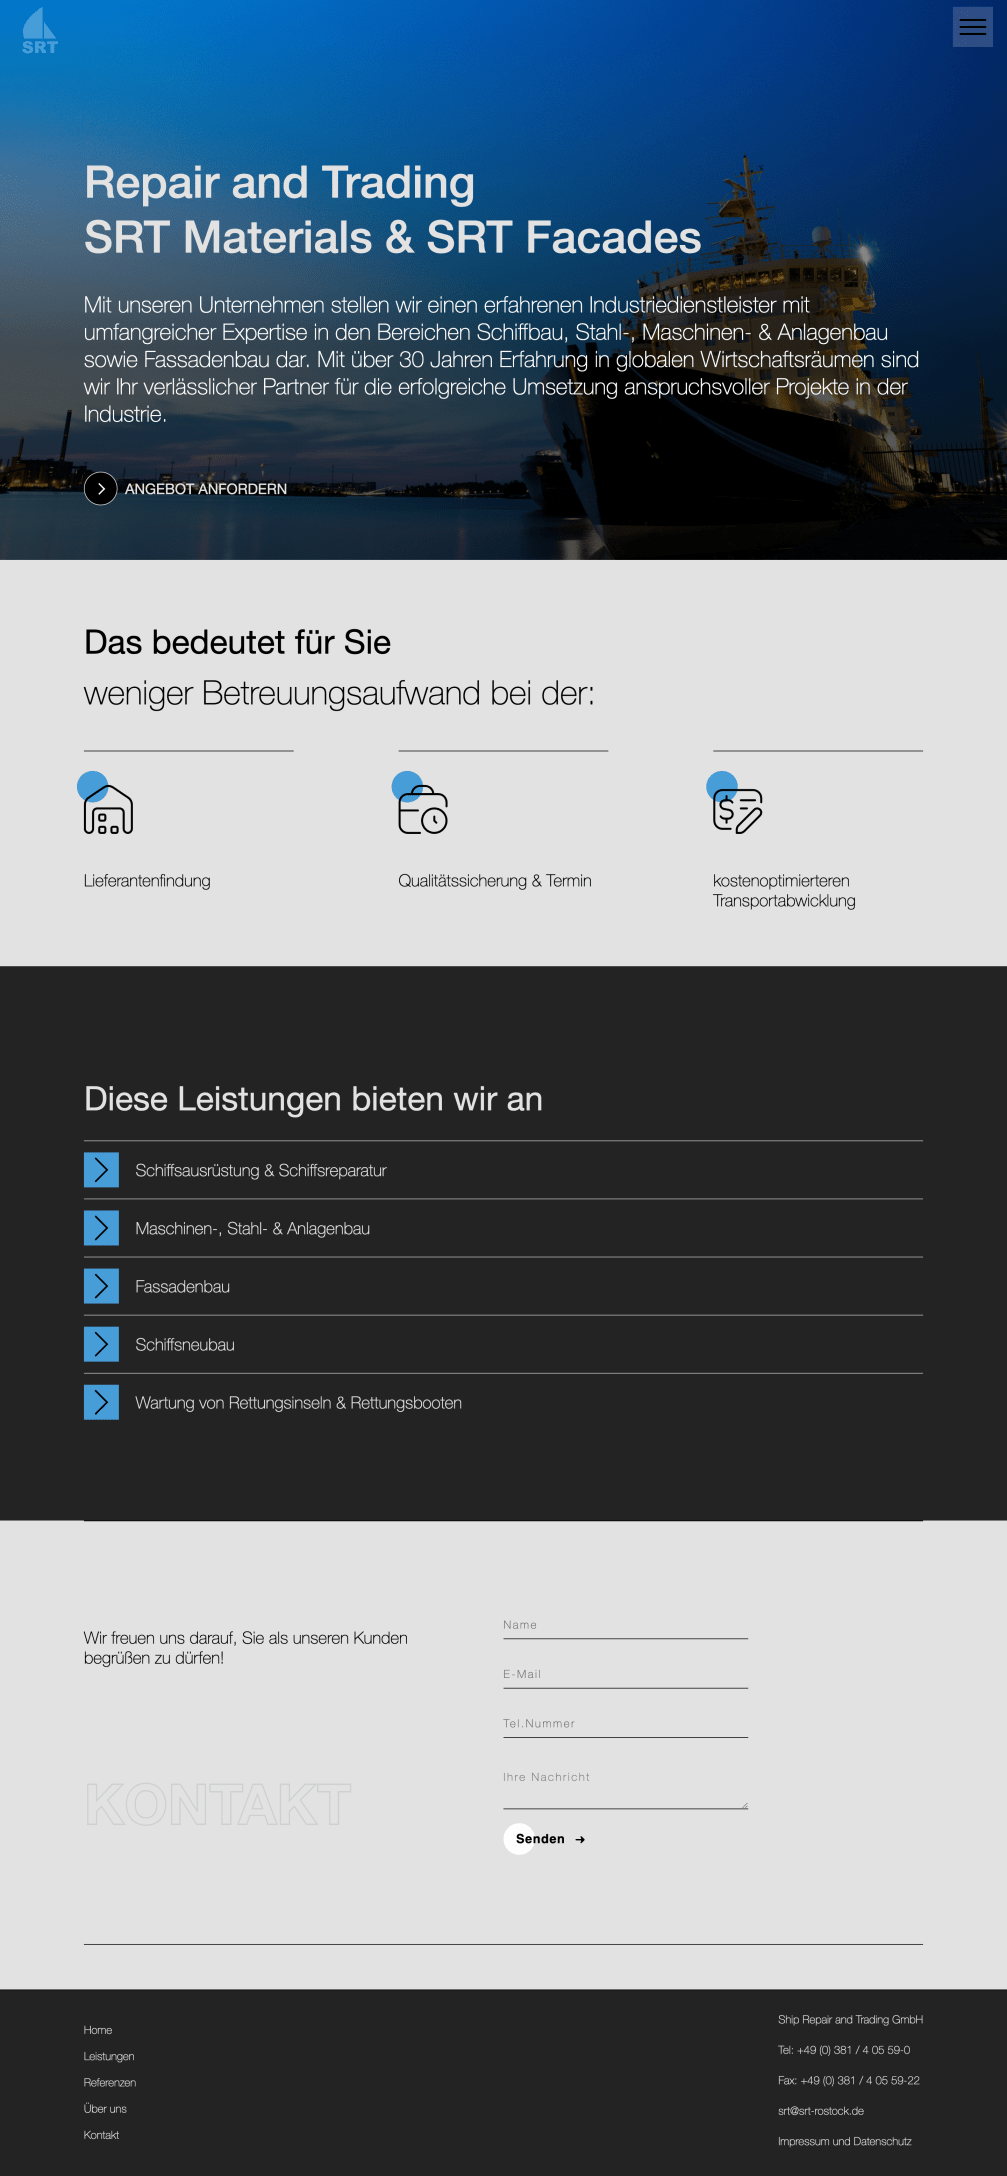 SRT
Repair and Trading
SRT Materials & SRT Facades
Mit unseren Unternehmen stellen wir einen erfahrenen Industriedienstleister mit
umfangreicher Expertise in den Bereichen Schiffbau, Stahl-, Maschinen- & Anlagenbau
sowie Fassadenbau dar. Mit über 30 Jahren Erfahrung in globalen Wirtschaftsräumen sind
wir Ihr verlässlicher Partner für die erfolgreiche Umsetzung anspruchsvoller Projekte in der
Industrie.
ANGEBOT ANFORDERN
Das bedeutet für Sie
weniger Betreuungsaufwand bei der:
Lieferantenfindung
Qualitätssicherung & Termin
kostenoptimierteren
Transportabwicklung
Diese Leistungen bieten wir an
Schiffsausrüstung & Schiffsreparatur
Maschinen-, Stahl- & Anlagenbau
Fassadenbau
Schiffsneubau
Wartung von Rettungsinseln & Rettungsbooten
Wir freuen uns darauf, Sie als unseren Kunden
begrüßen zu dürfen!
KONTAKT
Name
E-Mail
Tel.Nummer
Ihre Nachricht
Senden →
Home
Leistungen
Referenzen
Über uns
Kontakt
Ship Repair and Trading GmbH
Tel: +49 (0) 381 / 4 05 59-0
Fax: +49 (0) 381 / 4 05 59-22
srt@srt-rostock.de
Impressum und Datenschutz